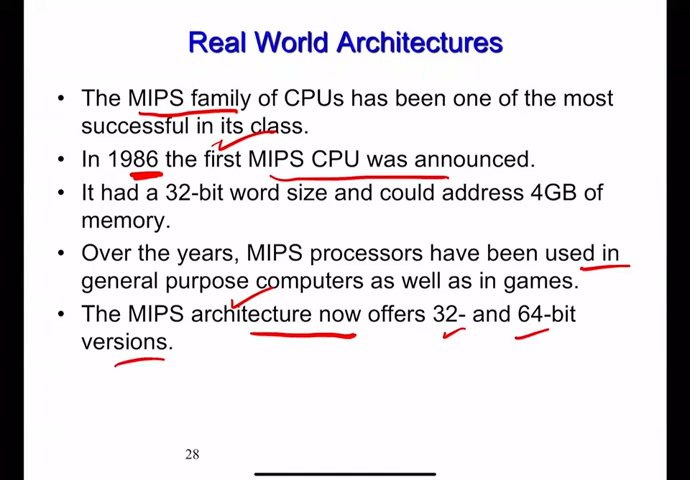 Real World Architectures
• The MIPS family of CPUs has been one of the most
successful in its class.
• In 1986 the first MIPS CPU was announced.
• It had a 32-bit word size and could address 4GB of
memory.
• Over the years, MIPS processors have been used in
general purpose computers as well as in games.
• The MIPS architecture now offers 32- and 64-bit
versions.
28